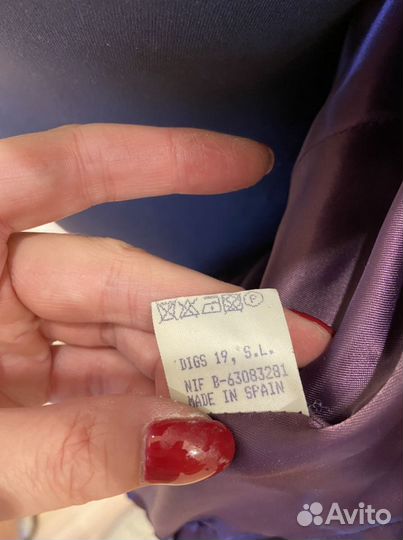 DIGS 19, S.L.
NIF B-63083281
MADE IN SPAIN
Avito